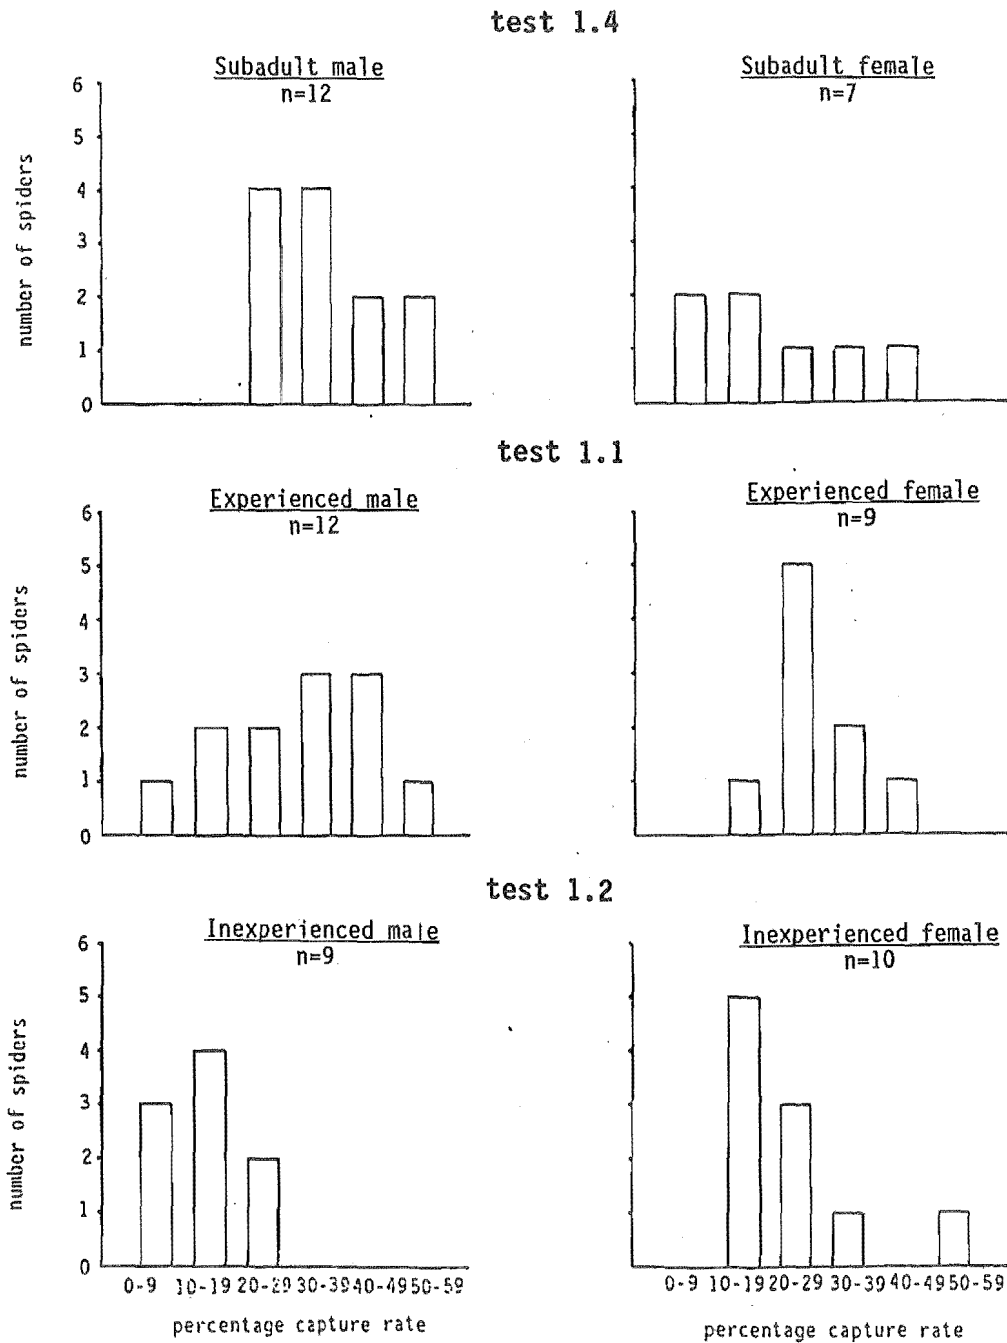 test 1.4
Subadult male
n=12
Subadult female
n=7
number of spiders
6
5
4
3
2
1
0
test 1.1
Experienced male
n=12
Experienced female
n=9
number of spiders
6
5
4
3
2
1
0
test 1.2
Inexperienced male
n=9
Inexperienced female
n=10
number of spiders
6
5
4
3
2
1
0
0-9 10-19 20-29 30-39 40-49 50-59
percentage capture rate
0-9 10-19 20-29 30-39 40-49 50-59
percentage capture rate